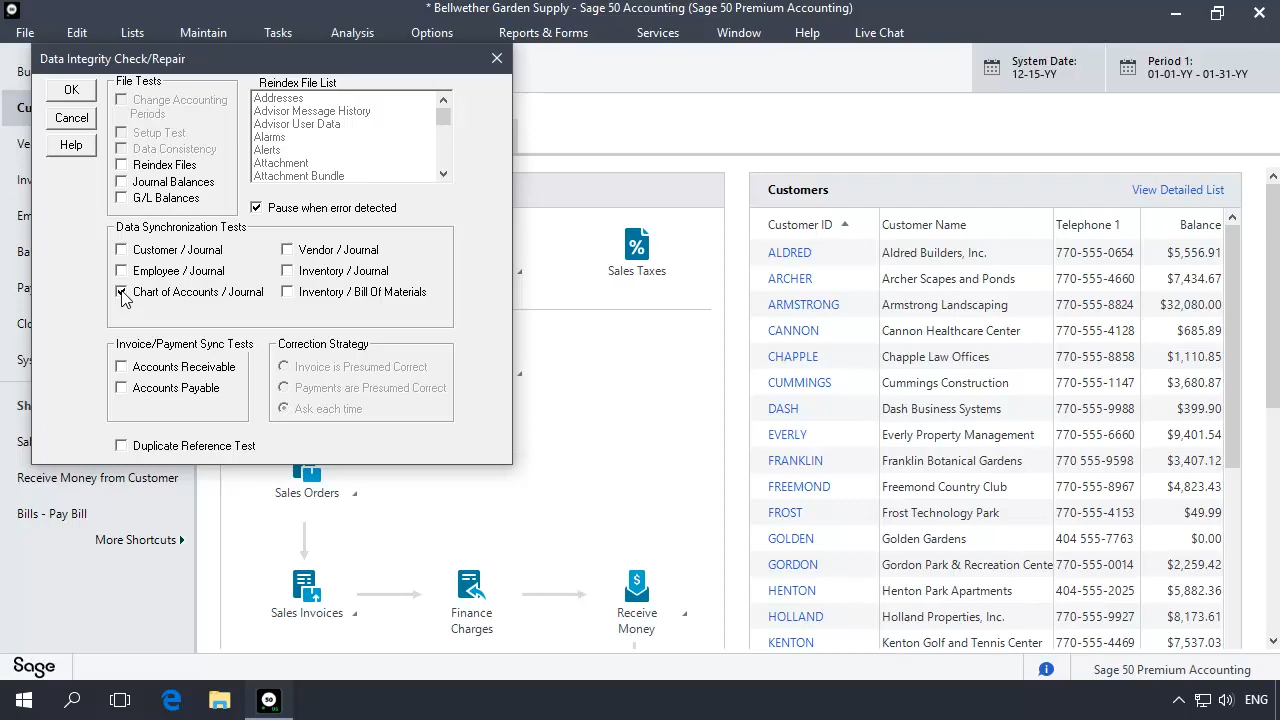 * Bellwether Garden Supply - Sage 50 Accounting (Sage 50 Premium Accounting)
File Edit Lists Maintain Tasks Analysis Options Reports & Forms Services Window Help Live Chat
System Date:
12-15-YY
Period 1:
01-01-YY - 01-31-YY
Data Integrity Check/Repair
OK
Cancel
Help
File Tests
Change Accounting
Periods
Setup Test
Data Consistency
Reindex Files
Journal Balances
G/L Balances
Reindex File List
Addresses
Advisor Message History
Advisor User Data
Alarms
Alerts
Attachment
Attachment Bundle
Pause when error detected
Data Synchronization Tests
Customer / Journal
Vendor / Journal
Employee / Journal
Inventory / Journal
Chart of Accounts / Journal
Inventory / Bill Of Materials
Invoice/Payment Sync Tests
Accounts Receivable
Accounts Payable
Correction Strategy
Invoice is Presumed Correct
Payments are Presumed Correct
Ask each time
Duplicate Reference Test
Receive Money from Customer
Bills - Pay Bill
More Shortcuts
Sales Taxes
Sales Orders
Sales Invoices
Finance
Charges
Receive
Money
Customers
View Detailed List
Customer ID Customer Name Telephone 1 Balance
ALDRED Aldred Builders, Inc. 770-555-0654 $5,556.91
ARCHER Archer Scapes and Ponds 770-555-4660 $7,434.67
ARMSTRONG Armstrong Landscaping 770-555-8824 $32,080.00
CANNON Cannon Healthcare Center 770-555-4128 $685.89
CHAPPLE Chapple Law Offices 770-555-8858 $1,110.85
CUMMINGS Cummings Construction 770-555-1147 $3,680.87
DASH Dash Business Systems 770-555-9988 $399.90
EVERLY Everly Property Management 770-555-6660 $9,401.54
FRANKLIN Franklin Botanical Gardens 770 555-9598 $3,407.12
FREEMOND Freemond Country Club 770-555-8967 $4,823.43
FROST Frost Technology Park 770-555-4153 $49.99
GOLDEN Golden Gardens 404 555-7763 $0.00
GORDON Gordon Park & Recreation Cente 770-555-0014 $2,259.42
HENTON Henton Park Apartments 404-555-2025 $5,882.36
HOLLAND Holland Properties, Inc. 770-555-9927 $8,173.61
KENTON Kenton Golf and Tennis Center 770-555-4469 $7,537.03
Sage
Sage 50 Premium Accounting
50
ENG